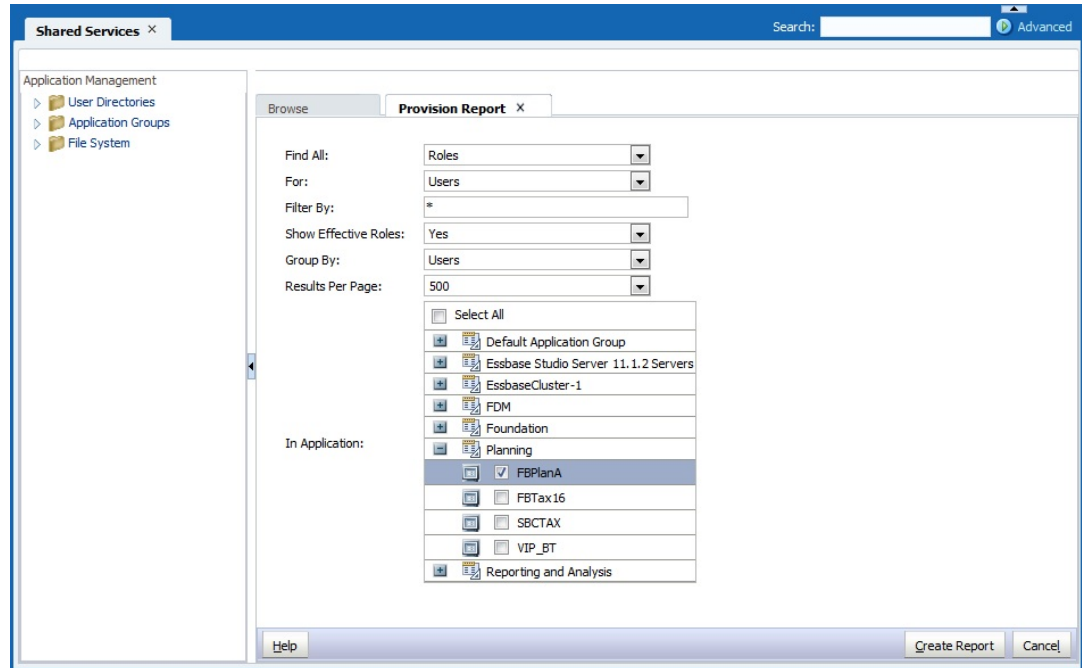 Shared Services ×
Search:
Advanced
Application Management
User Directories
Application Groups
File System
Browse
Provision Report ×
Find All: Roles
For: Users
Filter By: *
Show Effective Roles: Yes
Group By: Users
Results Per Page: 500
Select All
Default Application Group
Essbase Studio Server 11.1.2 Servers
EssbaseCluster-1
FDM
Foundation
In Application:
Planning
FBPlanA
FBTax16
SBCTAX
VIP_BT
Reporting and Analysis
Help
Create Report
Cancel